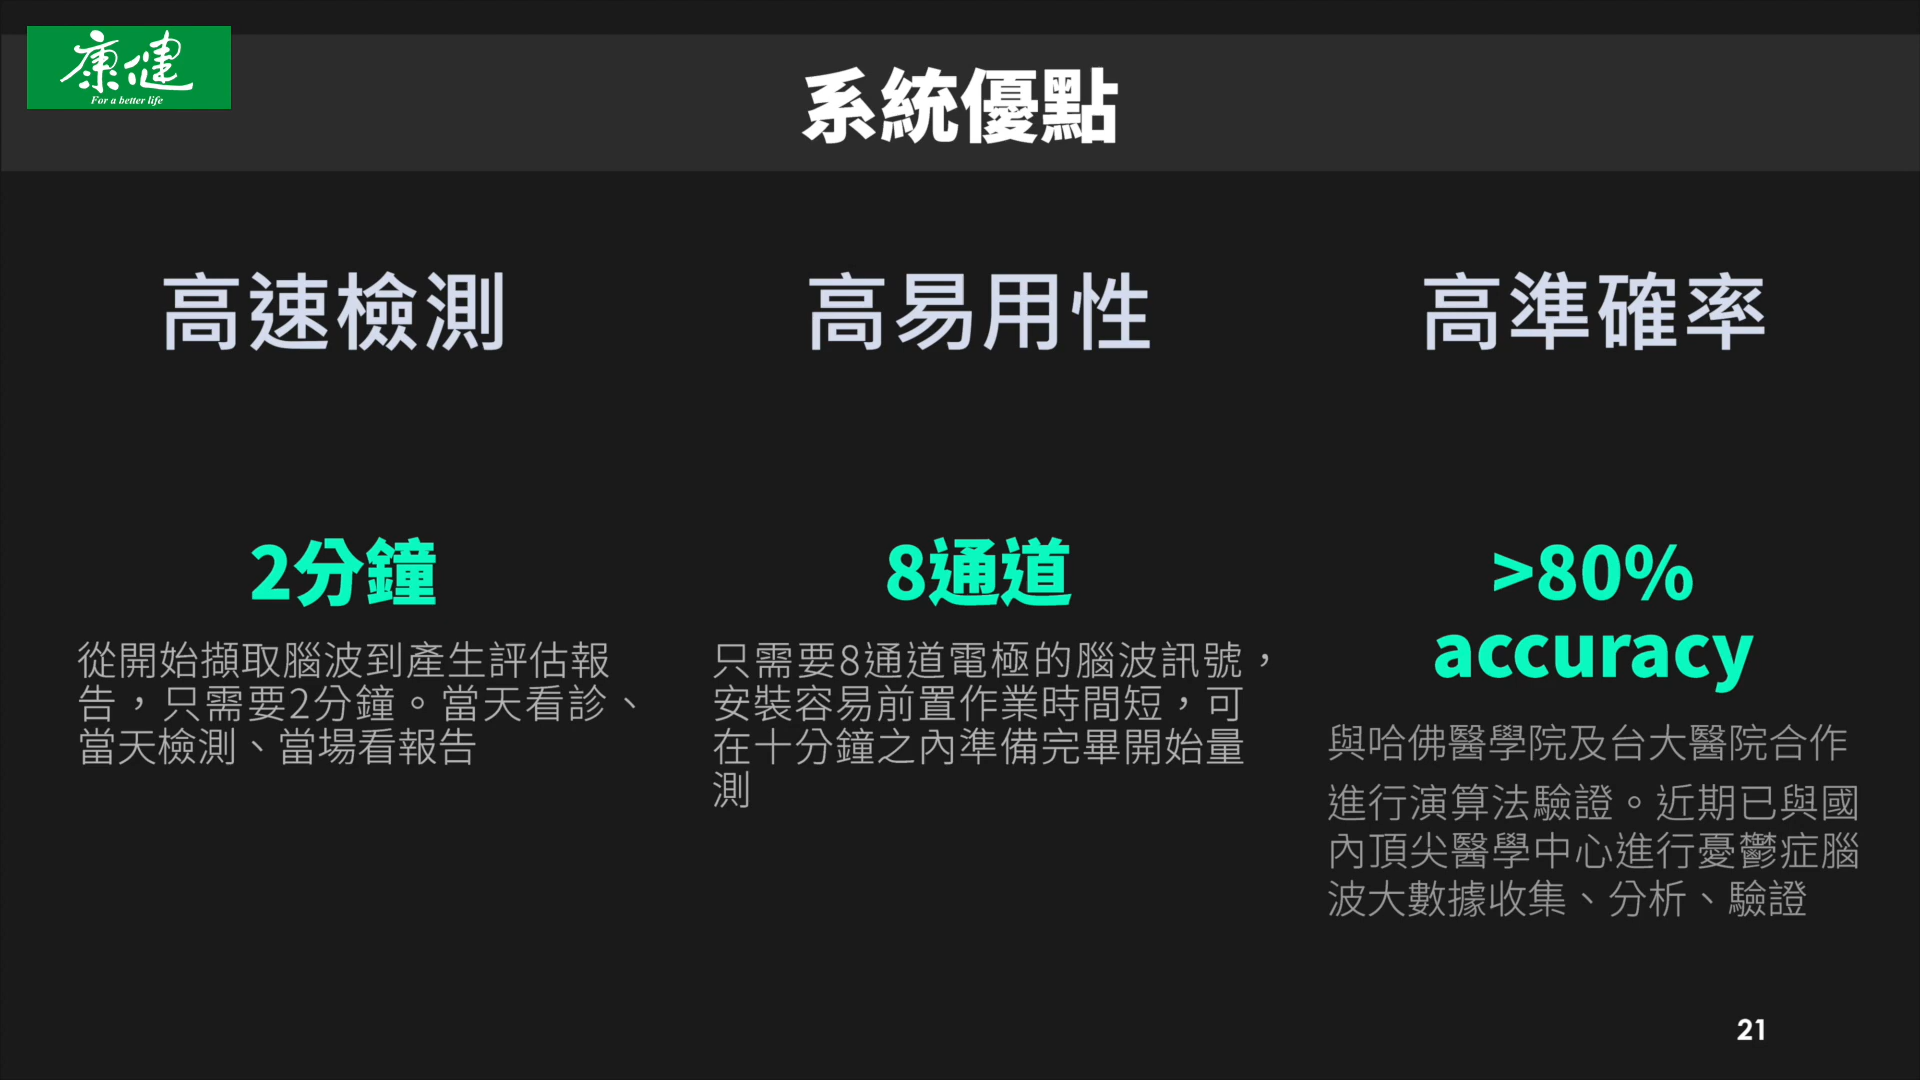 康健
For a better life
系統優點
高速檢測
2分鐘
從開始擷取腦波到產生評估報
告，只需要2分鐘。當天看診、
當天檢測、當場看報告
高易用性
8通道
只需要8通道電極的腦波訊號，
安裝容易前置作業時間短，可
在十分鐘之內準備完畢開始量
測
高準確率
>80%
accuracy
與哈佛醫學院及台大醫院合作
進行演算法驗證。近期已與國
內頂尖醫學中心進行憂鬱症腦
波大數據收集、分析、驗證
21